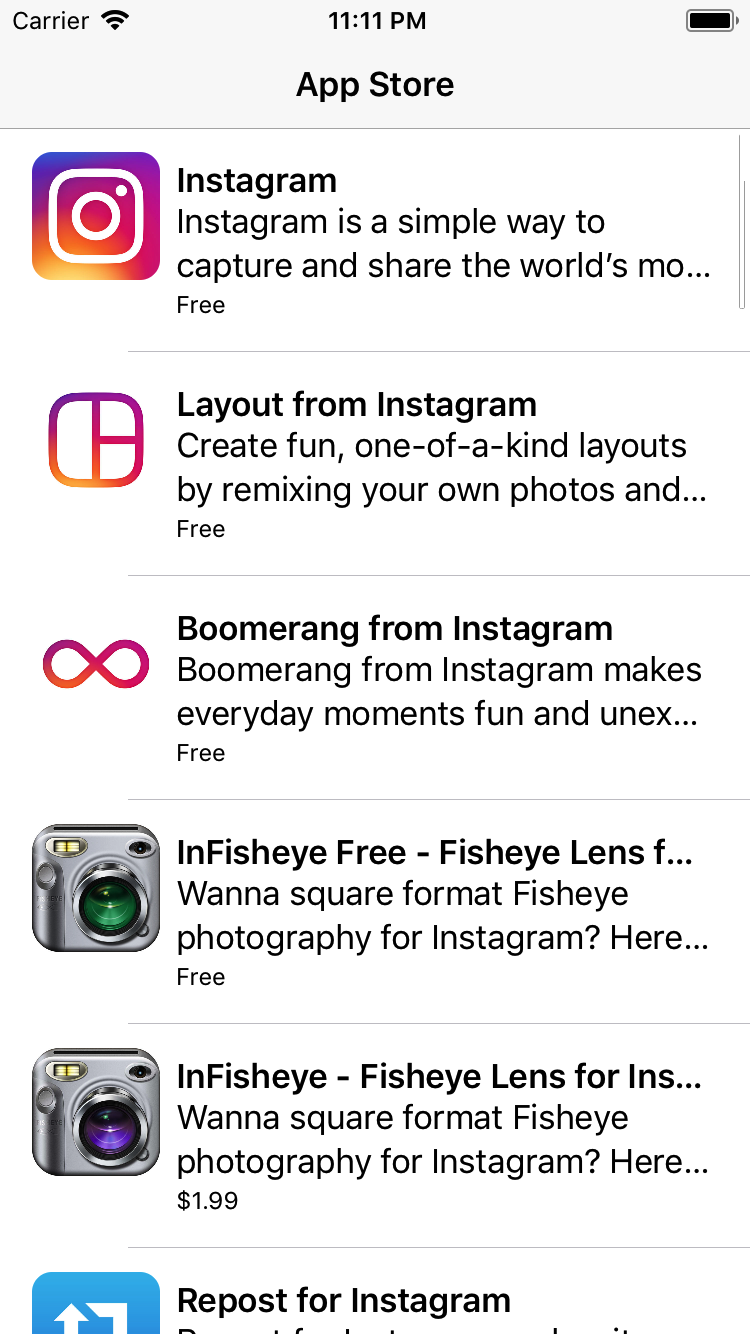 Carrier 11:11 PM
App Store
Instagram
Instagram is a simple way to
capture and share the world’s mo...
Free
Layout from Instagram
Create fun, one-of-a-kind layouts
by remixing your own photos and...
Free
Boomerang from Instagram
Boomerang from Instagram makes
everyday moments fun and unex...
Free
InFisheye Free - Fisheye Lens f...
Wanna square format Fisheye
photography for Instagram? Here...
Free
InFisheye - Fisheye Lens for Ins...
Wanna square format Fisheye
photography for Instagram? Here...
$1.99
Repost for Instagram